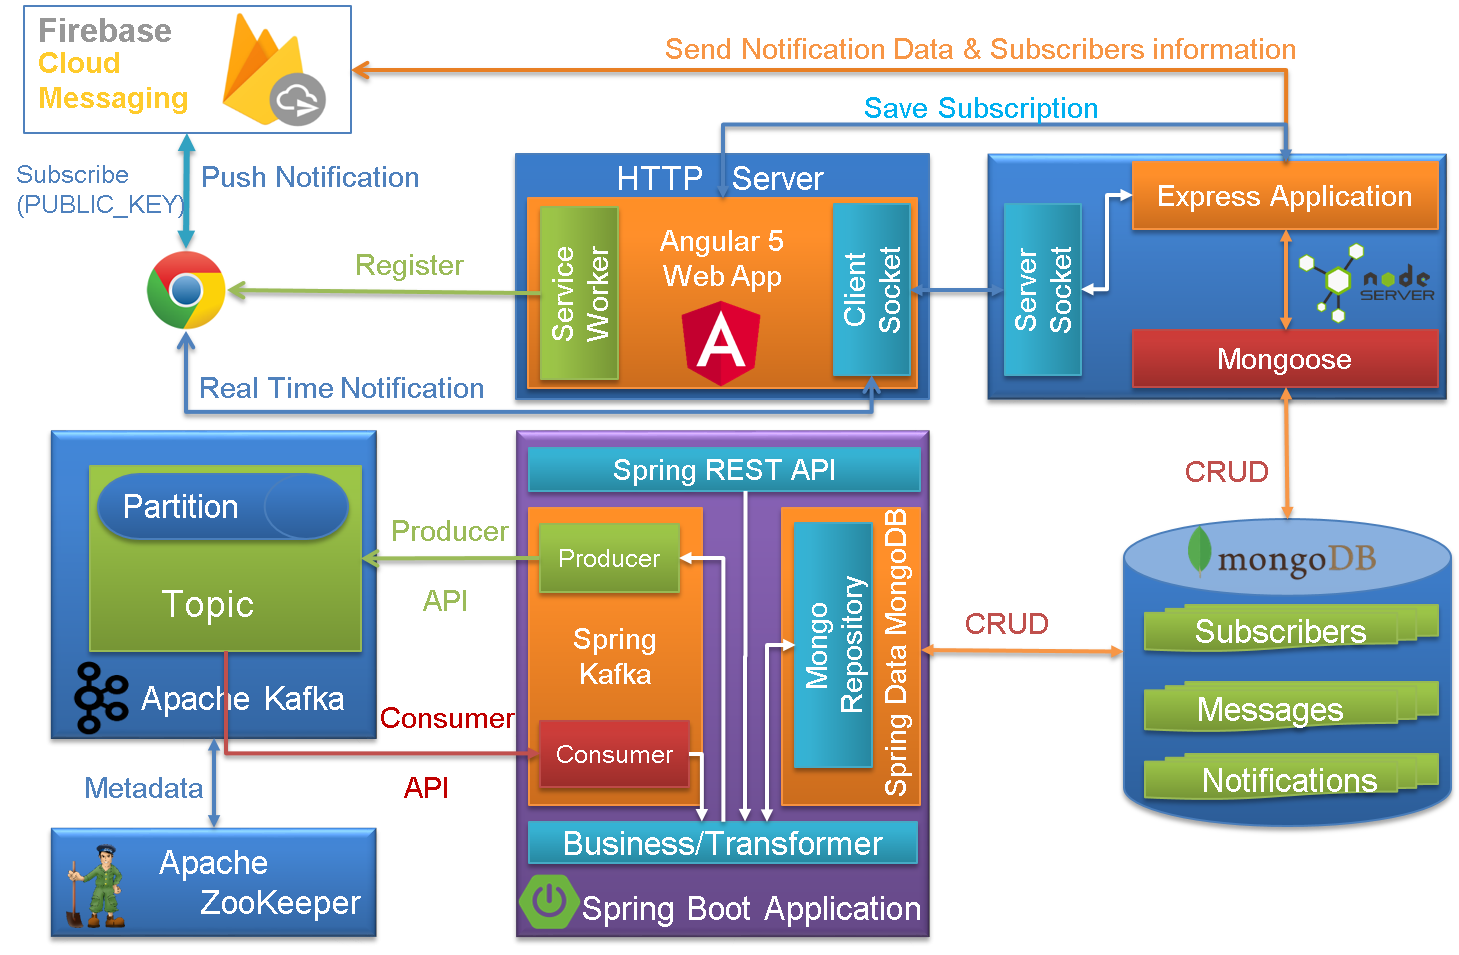 Firebase
Cloud
Messaging
Send Notification Data & Subscribers information
Save Subscription
Subscribe
(PUBLIC_KEY)
Push Notification
HTTP Server
Angular 5
Web App
Service
Worker
Client
Socket
Register
Real Time Notification
Server
Socket
Express Application
node
SERVER
Mongoose
CRUD
Partition
Topic
Apache Kafka
Metadata
Apache
ZooKeeper
Producer
API
Consumer
API
Spring REST API
Producer
Spring
Kafka
Consumer
Mongo
Repository
Spring Data MongoDB
Business/Transformer
Spring Boot Application
CRUD
mongoDB
Subscribers
Messages
Notifications